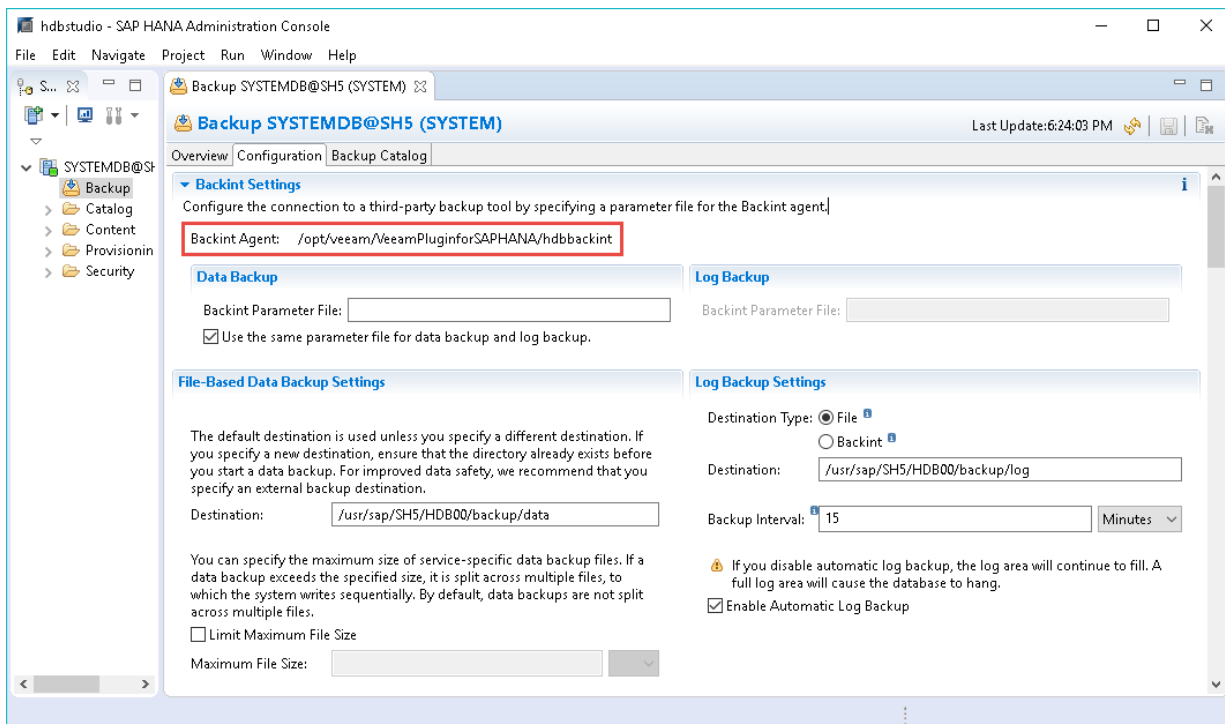 hdbstudio - SAP HANA Administration Console
File Edit Navigate Project Run Window Help
S...
Backup SYSTEMDB@SH5 (SYSTEM)
Backup SYSTEMDB@SH5 (SYSTEM)
Last Update:6:24:03 PM
Overview Configuration Backup Catalog
SYSTEMDB@SH
Backup
Catalog
Content
Provisionin
Security
Backint Settings
Configure the connection to a third-party backup tool by specifying a parameter file for the Backint agent.
Backint Agent: /opt/veeam/VeeamPluginforSAPHANA/hdbbackint
Data Backup
Backint Parameter File:
Use the same parameter file for data backup and log backup.
Log Backup
Backint Parameter File:
File-Based Data Backup Settings
The default destination is used unless you specify a different destination. If
you specify a new destination, ensure that the directory already exists before
you start a data backup. For improved data safety, we recommend that you
specify an external backup destination.
Destination: /usr/sap/SH5/HDB00/backup/data
You can specify the maximum size of service-specific data backup files. If a
data backup exceeds the specified size, it is split across multiple files, to
which the system writes sequentially. By default, data backups are not split
across multiple files.
Limit Maximum File Size
Maximum File Size:
Log Backup Settings
Destination Type: File
Backint
Destination: /usr/sap/SH5/HDB00/backup/log
Backup Interval: 15 Minutes
If you disable automatic log backup, the log area will continue to fill. A
full log area will cause the database to hang.
Enable Automatic Log Backup